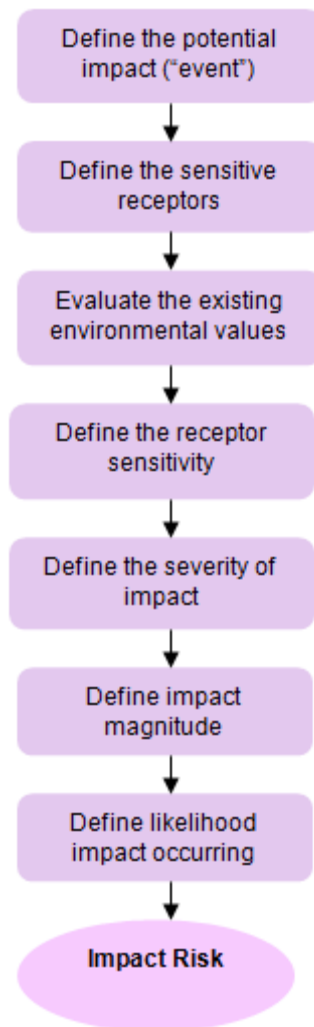 Define the potential
impact (“event”)
Define the sensitive
receptors
Evaluate the existing
environmental values
Define the receptor
sensitivity
Define the severity of
impact
Define impact
magnitude
Define likelihood
impact occurring
Impact Risk